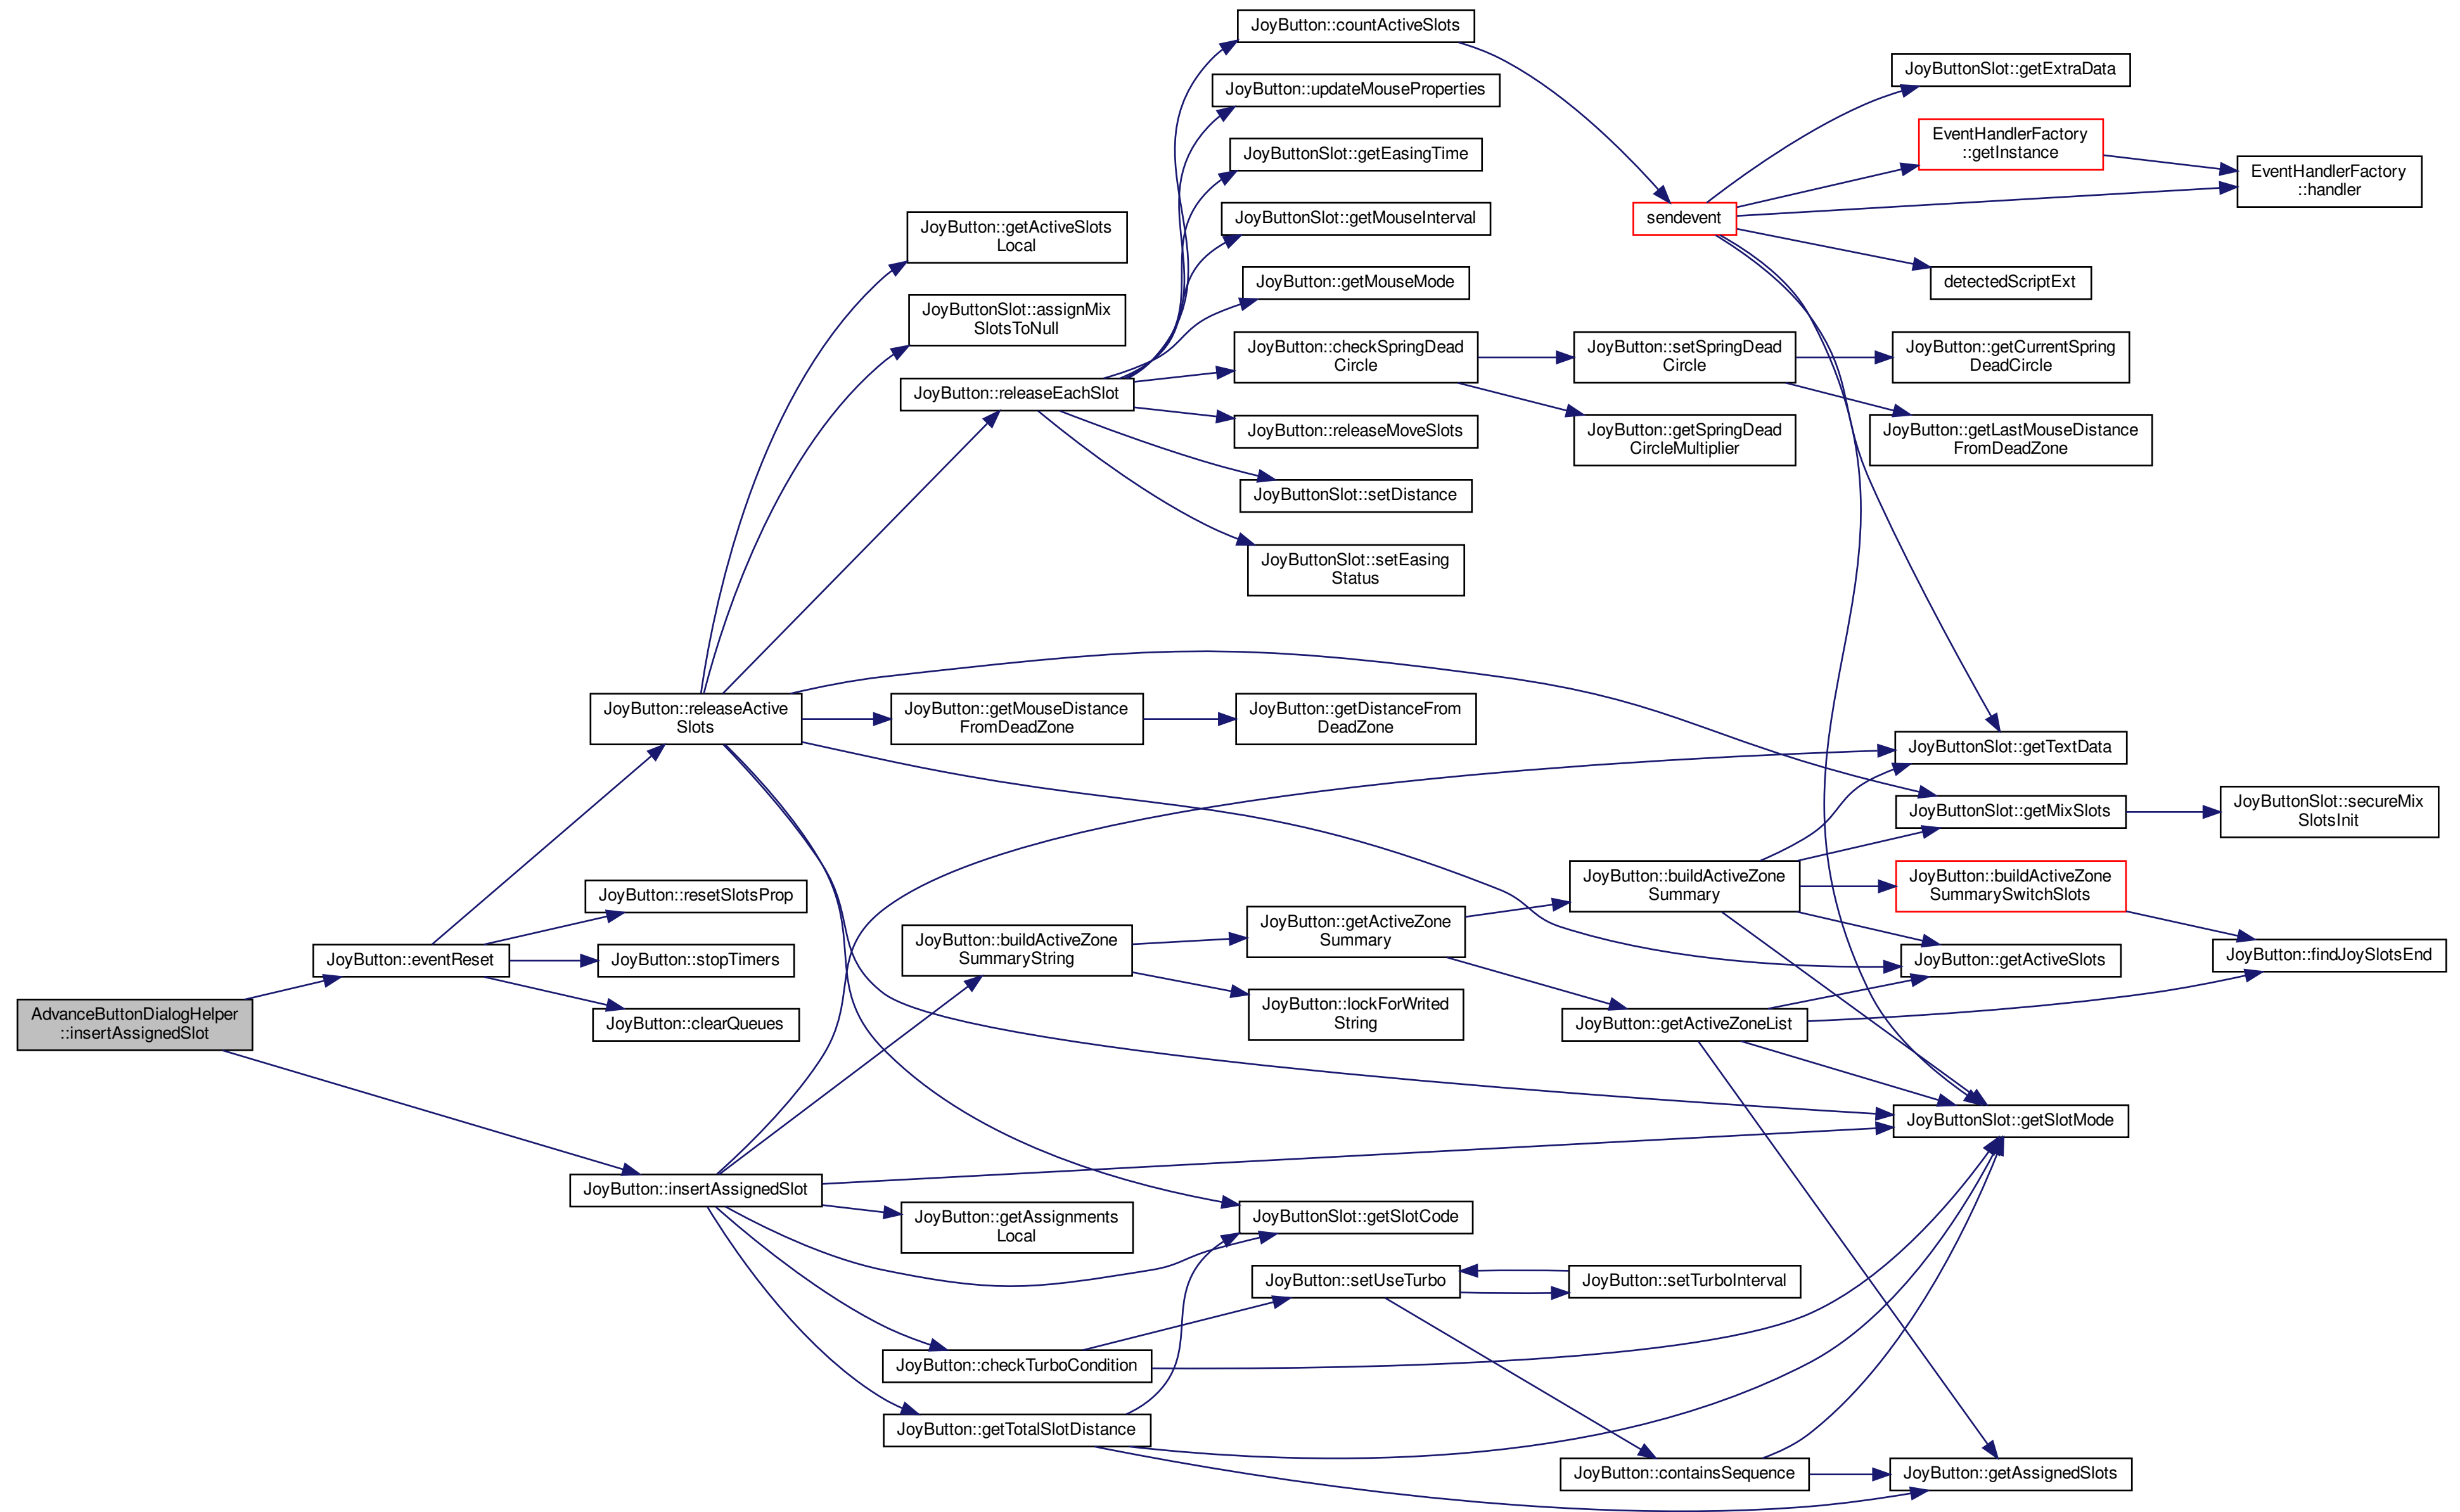 JoyButton::countActiveSlots
JoyButtonSlot::getExtraData
JoyButton::updateMouseProperties
EventHandlerFactory
::getInstance
JoyButtonSlot::getEasingTime
EventHandlerFactory
::handler
JoyButtonSlot::getMouseInterval
sendevent
JoyButton::getActiveSlots
Local
JoyButton::getMouseMode
detectedScriptExt
JoyButtonSlot::assignMix
SlotsToNull
JoyButton::checkSpringDead
Circle
JoyButton::setSpringDead
Circle
JoyButton::getCurrentSpring
DeadCircle
JoyButton::releaseEachSlot
JoyButton::releaseMoveSlots
JoyButton::getSpringDead
CircleMultiplier
JoyButton::getLastMouseDistance
FromDeadZone
JoyButtonSlot::setDistance
JoyButtonSlot::setEasing
Status
JoyButton::releaseActive
Slots
JoyButton::getMouseDistance
FromDeadZone
JoyButton::getDistanceFrom
DeadZone
JoyButtonSlot::getTextData
JoyButtonSlot::getMixSlots
JoyButtonSlot::secureMix
SlotsInit
JoyButton::resetSlotsProp
JoyButton::buildActiveZone
Summary
JoyButton::buildActiveZone
SummarySwitchSlots
JoyButton::eventReset
JoyButton::stopTimers
JoyButton::buildActiveZone
SummaryString
JoyButton::getActiveZone
Summary
JoyButton::getActiveSlots
JoyButton::findJoySlotsEnd
AdvanceButtonDialogHelper
::insertAssignedSlot
JoyButton::clearQueues
JoyButton::lockForWrited
String
JoyButton::getActiveZoneList
JoyButtonSlot::getSlotMode
JoyButton::insertAssignedSlot
JoyButton::getAssignments
Local
JoyButtonSlot::getSlotCode
JoyButton::setUseTurbo
JoyButton::setTurboInterval
JoyButton::checkTurboCondition
JoyButton::getTotalSlotDistance
JoyButton::containsSequence
JoyButton::getAssignedSlots